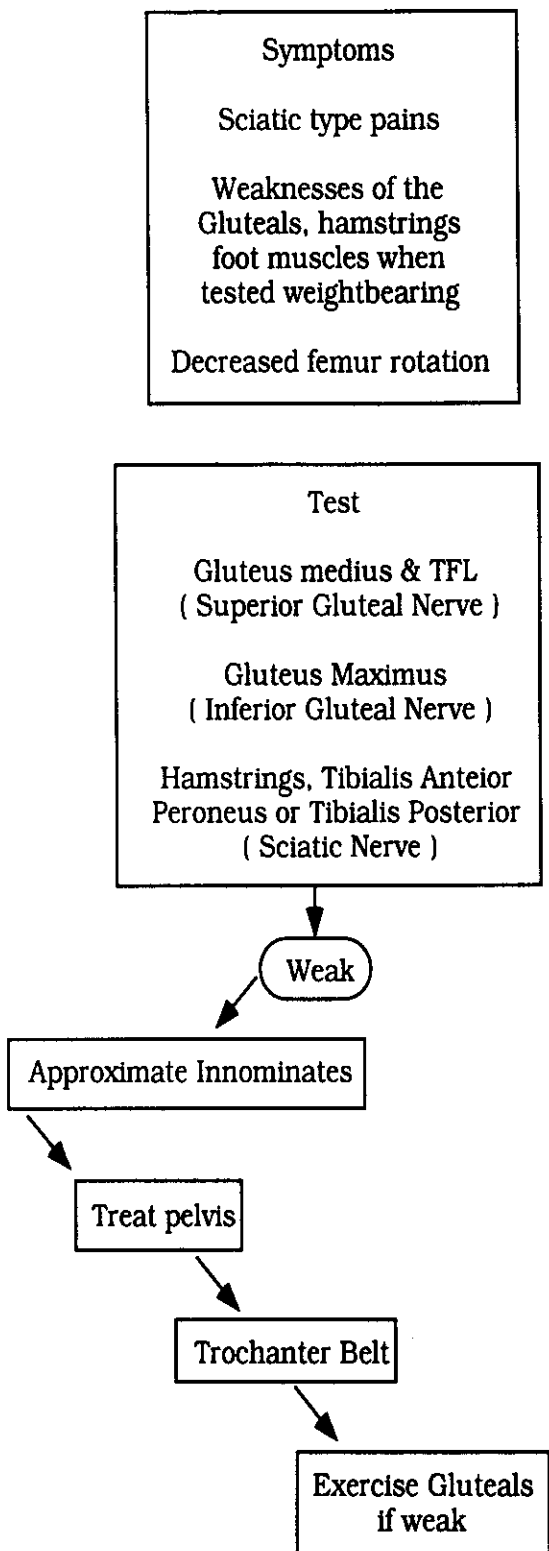 Symptoms
Sciatic type pains
Weaknesses of the
Gluteals, hamstrings
foot muscles when
tested weightbearing
Decreased femur rotation
Test
Gluteus medius & TFL
( Superior Gluteal Nerve )
Gluteus Maximus
( Inferior Gluteal Nerve )
Hamstrings, Tibialis Anteior
Peroneus or Tibialis Posterior
( Sciatic Nerve )
Weak
Approximate Innominates
Treat pelvis
Trochanter Belt
Exercise Gluteals
if weak